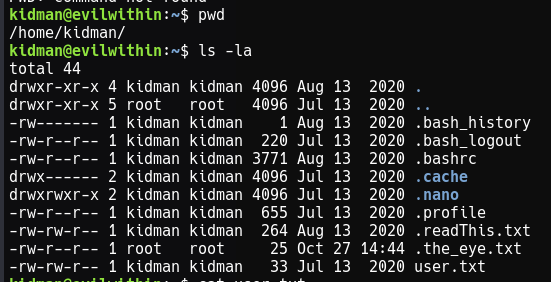 command not found
kidman@evilwithin:~$ pwd
/home/kidman/
kidman@evilwithin:~$ ls -la
total 44
drwxr-xr-x 4 kidman kidman 4096 Aug 13  2020 .
drwxr-xr-x 5 root   root   4096 Jul 13  2020 ..
-rw------- 1 kidman kidman    1 Aug 13  2020 .bash_history
-rw-r--r-- 1 kidman kidman  220 Jul 13  2020 .bash_logout
-rw-r--r-- 1 kidman kidman 3771 Aug 13  2020 .bashrc
drwx------ 2 kidman kidman 4096 Jul 13  2020 .cache
drwxrwxr-x 2 kidman kidman 4096 Jul 13  2020 .nano
-rw-r--r-- 1 kidman kidman  655 Jul 13  2020 .profile
-rw-rw-r-- 1 kidman kidman  264 Aug 13  2020 .readThis.txt
-rw-r--r-- 1 root   root     25 Oct 27 14:44 .the_eye.txt
-rw-rw-r-- 1 kidman kidman   33 Jul 13  2020 user.txt
kidman@evilwithin:~$ cat user.txt